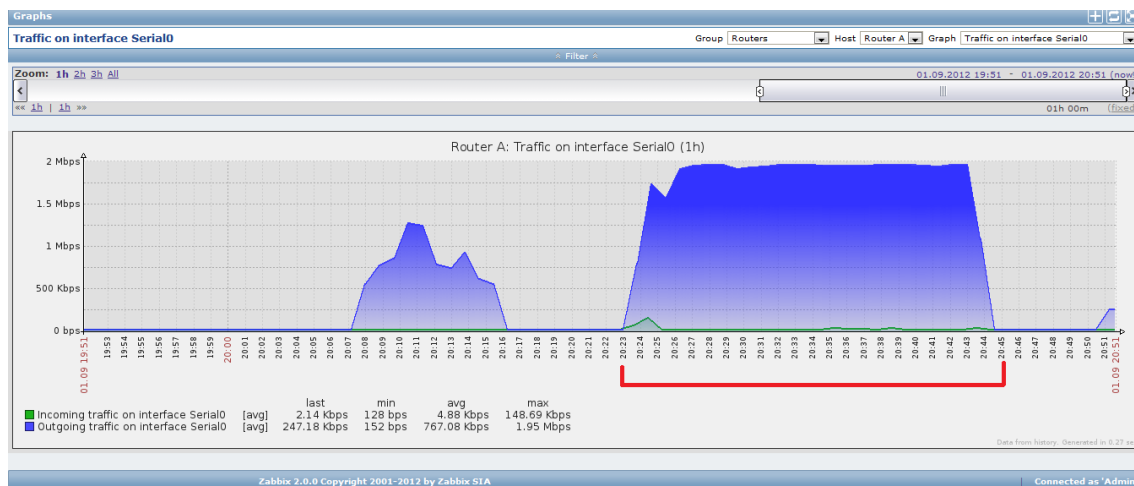 Graphs
Traffic on interface Serial0 Group Routers Host Router A Graph Traffic on interface Serial0
« Filter »
Zoom: 1h 2h 3h All 01.09.2012 19:51 - 01.09.2012 20:51 (now!
«« 1h | 1h »» 01h 00m (fixed
Router A: Traffic on interface Serial0 (1h)
2 Mbps
1.5 Mbps
1 Mbps
500 Kbps
0 bps
01.09 19:51 19:53 19:54 19:55 19:56 19:57 19:58 19:59 20:00 20:01 20:02 20:03 20:04 20:05 20:06 20:07 20:08 20:09 20:10 20:11 20:12 20:13 20:14 20:15 20:16 20:17 20:18 20:19 20:20 20:21 20:22 20:23 20:24 20:25 20:26 20:27 20:28 20:29 20:30 20:31 20:32 20:33 20:34 20:35 20:36 20:37 20:38 20:39 20:40 20:41 20:42 20:43 20:44 20:45 20:46 20:47 20:48 20:49 20:50 20:51 01.09 20:51
last min avg max
Incoming traffic on interface Serial0 [avg] 2.14 Kbps 128 bps 4.88 Kbps 148.69 Kbps
Outgoing traffic on interface Serial0 [avg] 247.18 Kbps 152 bps 767.08 Kbps 1.95 Mbps
Data from history. Generated in 0.27 se
Zabbix 2.0.0 Copyright 2001-2012 by Zabbix SIA Connected as 'Admin